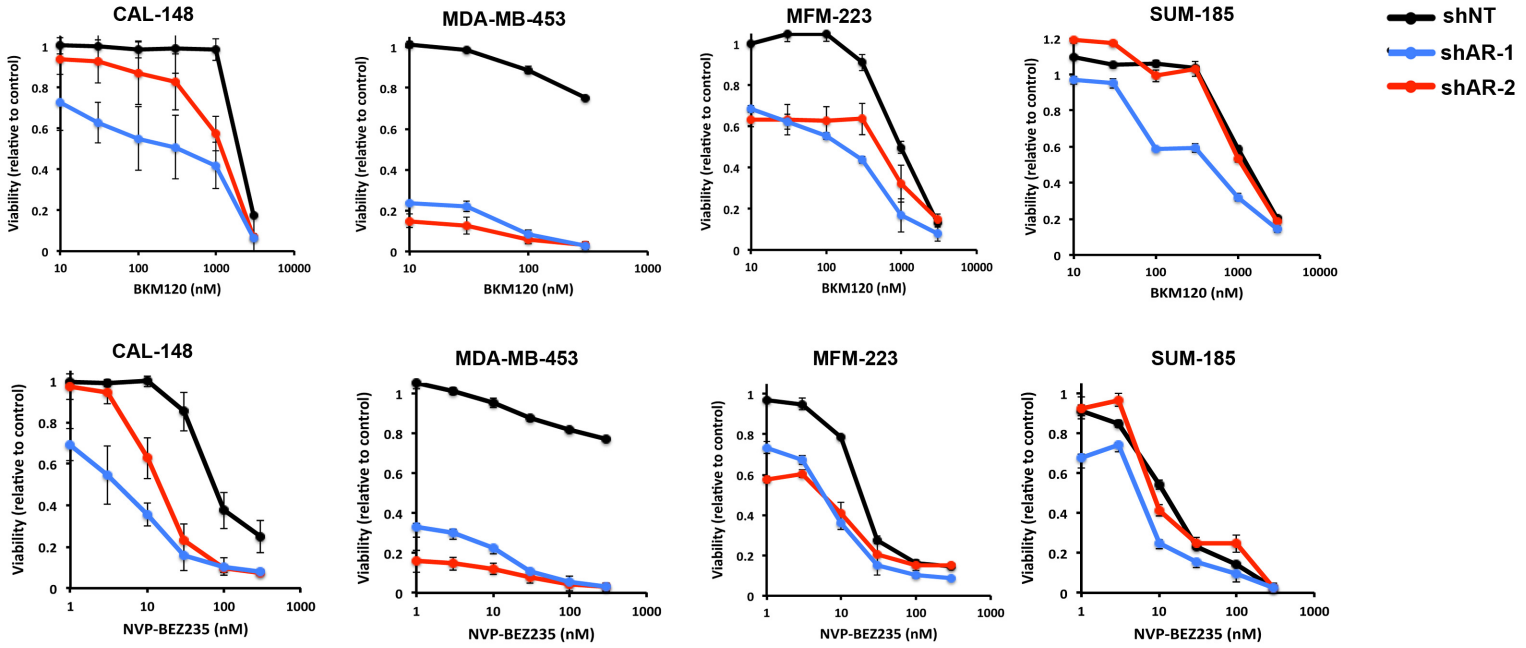 CAL-148
MDA-MB-453
MFM-223
SUM-185
shNT
shAR-1
shAR-2
Viability (relative to control)
1
0.8
0.6
0.4
0.2
0
10
100
1000
10000
BKM120 (nM)
Viability (relative to control)
1
0.8
0.6
0.4
0.2
0
10
100
1000
BKM120 (nM)
Viability (relative to control)
1
0.8
0.6
0.4
0.2
0
10
100
1000
10000
BKM120 (nM)
Viability (relative to control)
1.2
1
0.8
0.6
0.4
0.2
0
10
100
1000
10000
BKM120 (nM)
CAL-148
MDA-MB-453
MFM-223
SUM-185
Viability (relative to control)
1
0.8
0.6
0.4
0.2
0
1
10
100
1000
NVP-BEZ235 (nM)
Viability (relative to control)
1
0.8
0.6
0.4
0.2
0
1
10
100
1000
NVP-BEZ235 (nM)
Viability (relative to control)
1
0.8
0.6
0.4
0.2
0
1
10
100
1000
NVP-BEZ235 (nM)
Viability (relative to control)
1
0.8
0.6
0.4
0.2
0
1
10
100
1000
NVP-BEZ235 (nM)